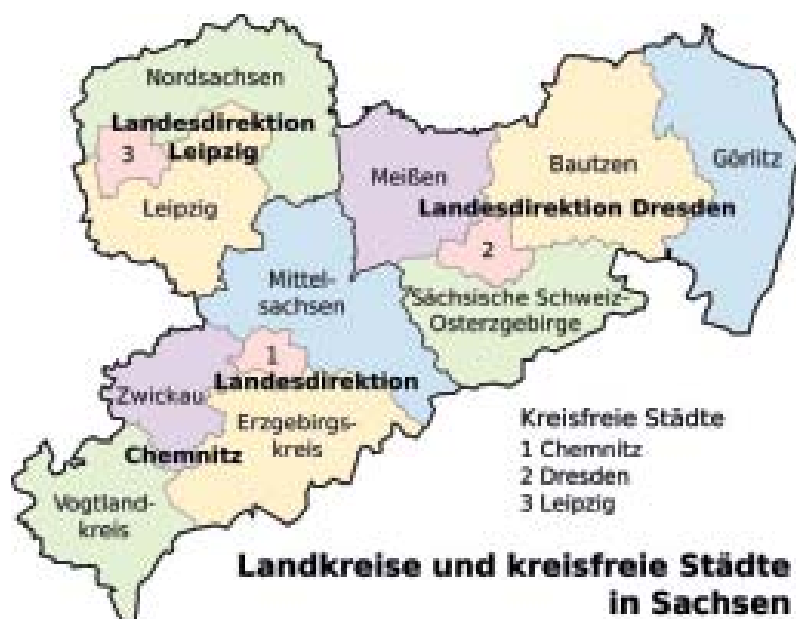 Nordsachsen
Landesdirektion
Leipzig
3
Leipzig
Meißen
Bautzen
Görlitz
Landesdirektion Dresden
2
Mittel-
sachsen
Sächsische Schweiz-
Osterzgebirge
1
Landesdirektion
Zwickau
Erzgebirgs-
kreis
Chemnitz
Vogtland-
kreis
Kreisfreie Städte
1 Chemnitz
2 Dresden
3 Leipzig
Landkreise und kreisfreie Städte
in Sachsen